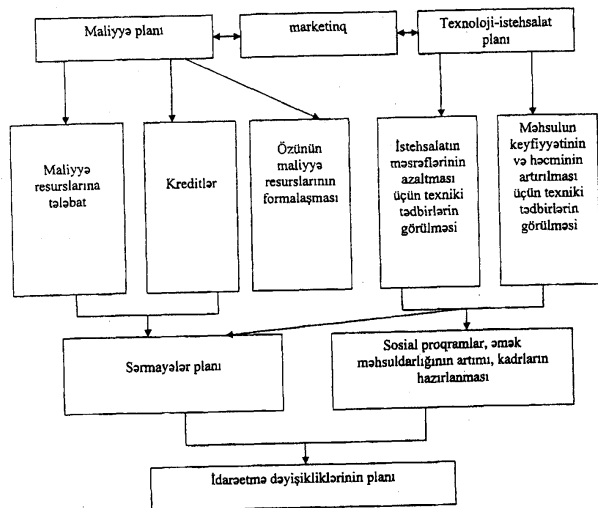 Maliyyə planı
marketinq
Texnoloji-istehsalat
planı
Maliyyə
resurslarına
tələbat
Kreditlər
Özünün
maliyyə
resurslarının
formalaşması
İstehsalatın
məsrəflərinin
azaltması
üçün texniki
tədbirlərin
görülməsi
Məhsulun
keyfiyyətinin
və həcminin
artırılması
üçün texniki
tədbirlərin
görülməsi
Sərmayələr planı
Sosial proqramlar, əmək
məhsuldarlığının artımı, kadrların
hazırlanması
İdarəetmə dəyişikliklərinin planı